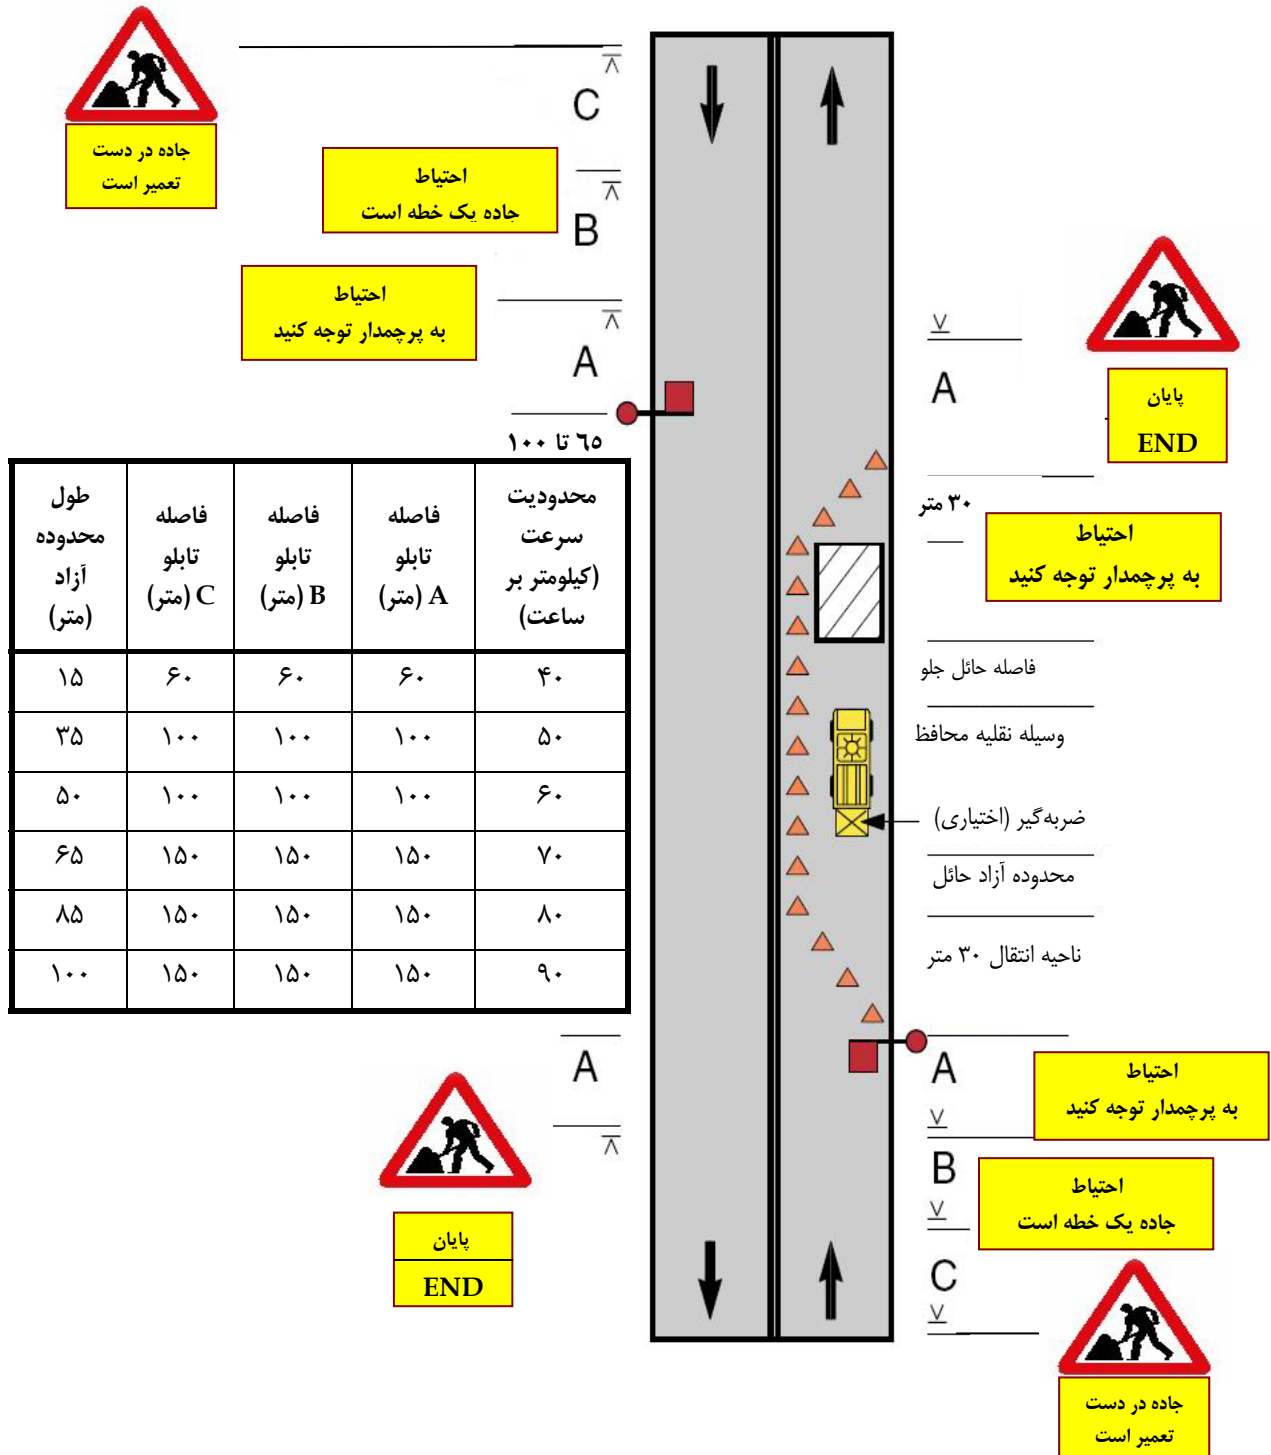 جاده در دست
تعمیر است
C
احتیاط
جاده یک خطه است
B
احتیاط
به پرچمدار توجه کنید
A
۶۵ تا ۱۰۰
A
پایان
END
۳۰ متر
احتیاط
به پرچمدار توجه کنید
فاصله حائل جلو
وسیله نقلیه محافظ
ضربه‌گیر (اختیاری)
محدوده آزاد حائل
ناحیه انتقال ۳۰ متر
محدودیت سرعت (کیلومتر بر ساعت) فاصله تابلو A (متر) فاصله تابلو B (متر) فاصله تابلو C (متر) طول محدوده آزاد (متر)
۴۰ ۶۰ ۶۰ ۶۰ ۱۵
۵۰ ۱۰۰ ۱۰۰ ۱۰۰ ۳۵
۶۰ ۱۰۰ ۱۰۰ ۱۰۰ ۵۰
۷۰ ۱۵۰ ۱۵۰ ۱۵۰ ۶۵
۸۰ ۱۵۰ ۱۵۰ ۱۵۰ ۸۵
۹۰ ۱۵۰ ۱۵۰ ۱۵۰ ۱۰۰
A
پایان
END
A
احتیاط
به پرچمدار توجه کنید
B
احتیاط
جاده یک خطه است
C
جاده در دست
تعمیر است